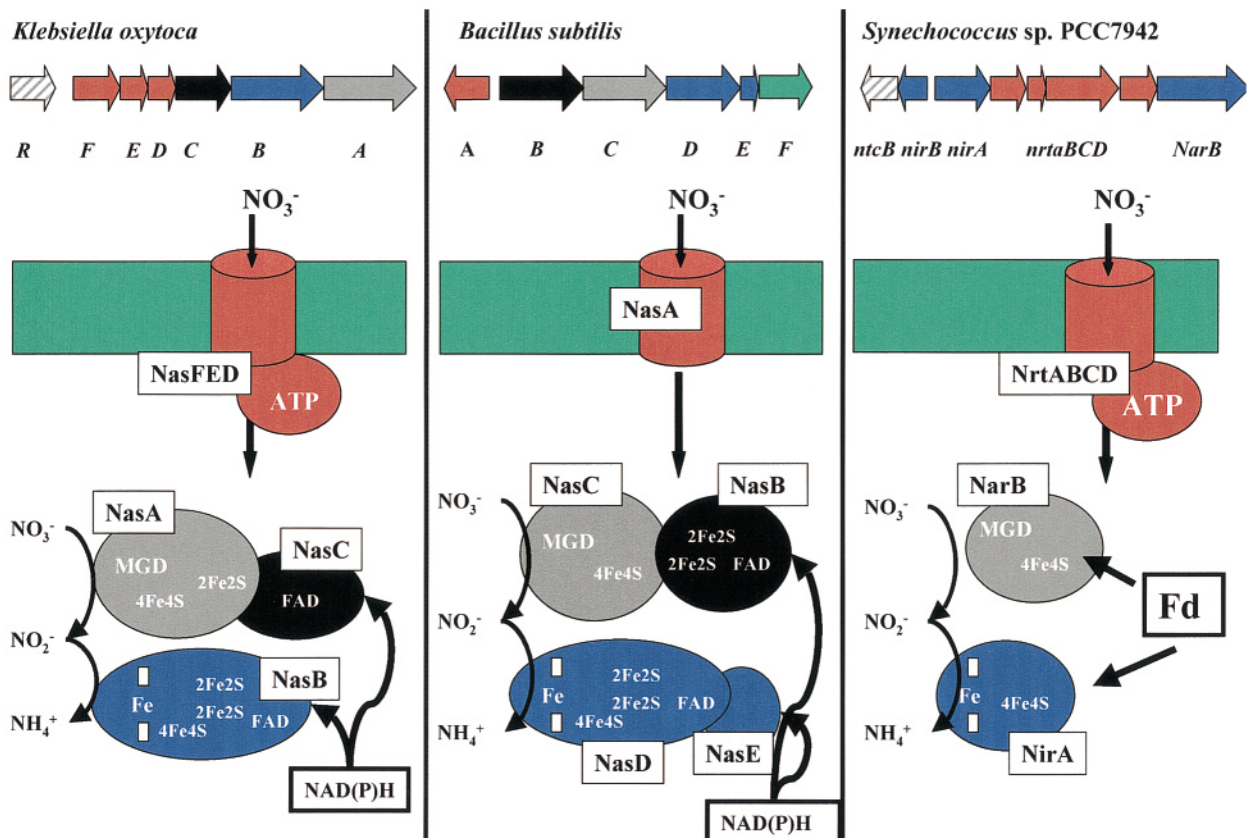 Klebsiella oxytoca
R F E D C B A
NO3-
NasFED
ATP
NasA
NO3-
MGD
2Fe2S
4Fe4S
NasC
FAD
NO2-
NasB
Fe
2Fe2S
2Fe2S
4Fe4S
FAD
NH4+
NAD(P)H
Bacillus subtilis
A B C D E F
NO3-
NasA
NasC
NasB
NO3-
MGD
4Fe4S
2Fe2S
2Fe2S FAD
NO2-
Fe
2Fe2S
2Fe2S FAD
4Fe4S
NH4+
NasD
NasE
NAD(P)H
Synechococcus sp. PCC7942
ntcB nirB nirA nrtaBCD NarB
NO3-
NrtABCD
ATP
NarB
NO3-
MGD
4Fe4S
Fd
NO2-
Fe
4Fe4S
NH4+
NirA